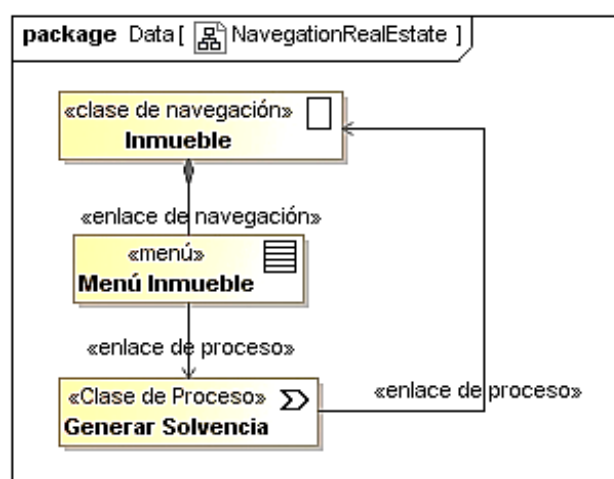 package Data [ NavegationRealEstate ]
«clase de navegación»
Inmueble
«enlace de navegación»
«menú»
Menú Inmueble
«enlace de proceso»
«Clase de Proceso»
Generar Solvencia
«enlace de proceso»